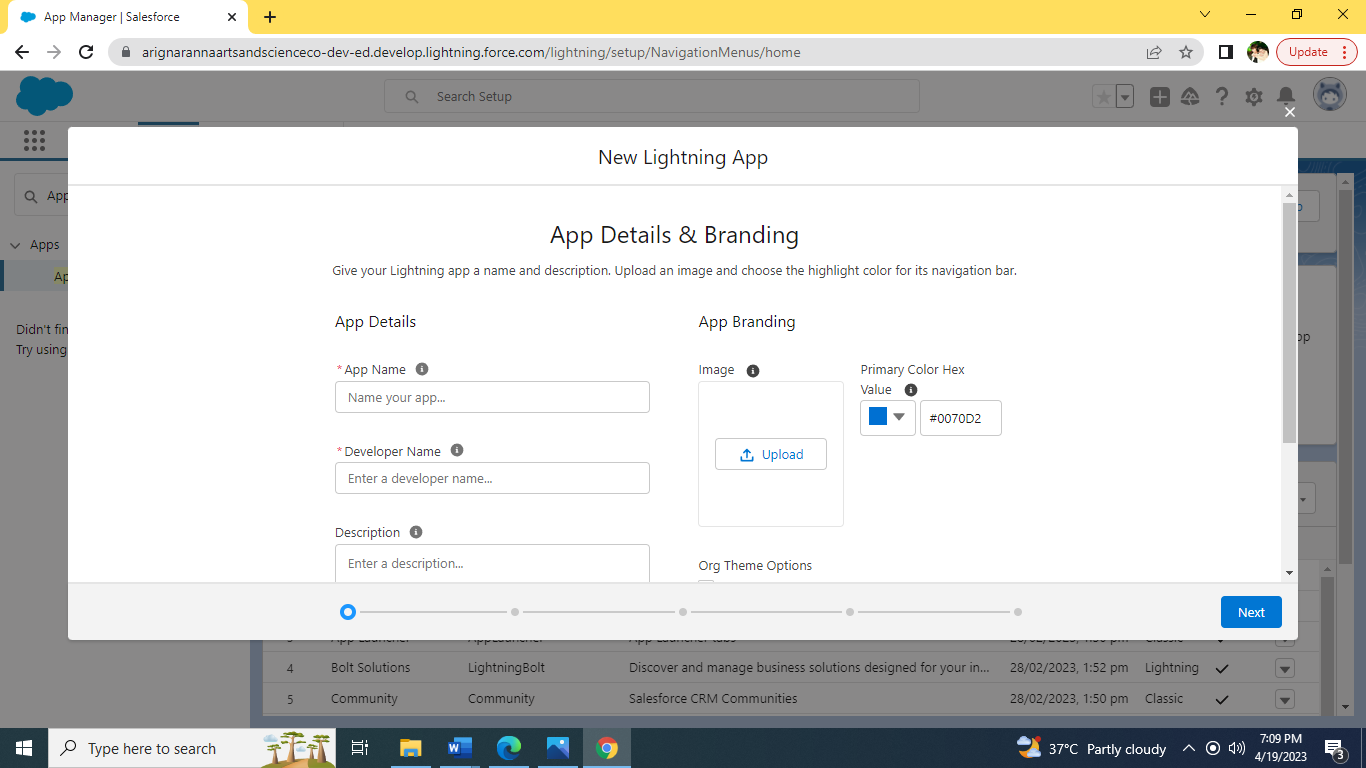 App Manager | Salesforce
arignarannaartsandscienceco-dev-ed.develop.lightning.force.com/lightning/setup/NavigationMenus/home
Update
Search Setup
New Lightning App
App
Apps
Ap
Didn't fin
Try using
App Details & Branding
Give your Lightning app a name and description. Upload an image and choose the highlight color for its navigation bar.
App Details
App Branding
*App Name
Image
Primary Color Hex
Value
Name your app...
#0070D2
*Developer Name
Upload
Enter a developer name...
Description
Enter a description...
Org Theme Options
Next
4 Bolt Solutions LightningBolt Discover and manage business solutions designed for your in... 28/02/2023, 1:52 pm Lightning
5 Community Community Salesforce CRM Communities 28/02/2023, 1:50 pm Classic
Type here to search
37°C Partly cloudy
7:09 PM
4/19/2023
3